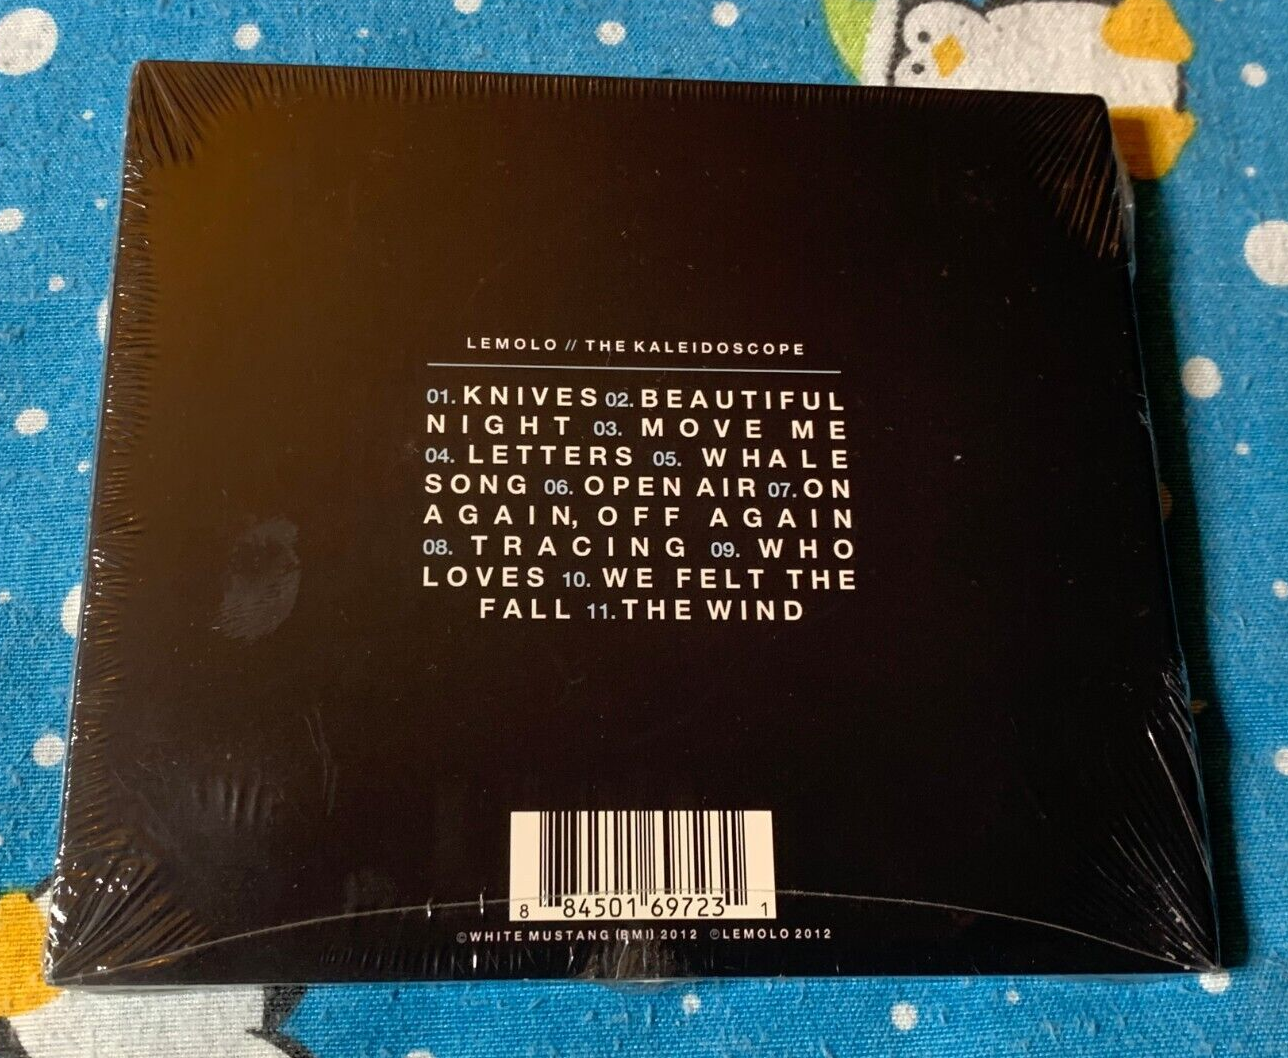 LEMOLO // THE KALEIDOSCOPE
01. KNIVES 02. BEAUTIFUL
NIGHT 03. MOVE ME
04. LETTERS 05. WHALE
SONG 06. OPEN AIR 07. ON
AGAIN, OFF AGAIN
08. TRACING 09. WHO
LOVES 10. WE FELT THE
FALL 11. THE WIND
8 84501 69723 1
©WHITE MUSTANG (BMI) 2012 ℗LEMOLO 2012